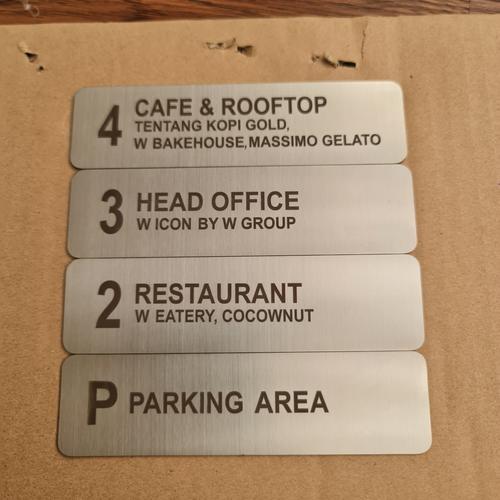 4 CAFE & ROOFTOP
TENTANG KOPI GOLD,
W BAKEHOUSE,MASSIMO GELATO
3 HEAD OFFICE
W ICON BY W GROUP
2 RESTAURANT
W EATERY, COCOWNUT
P PARKING AREA